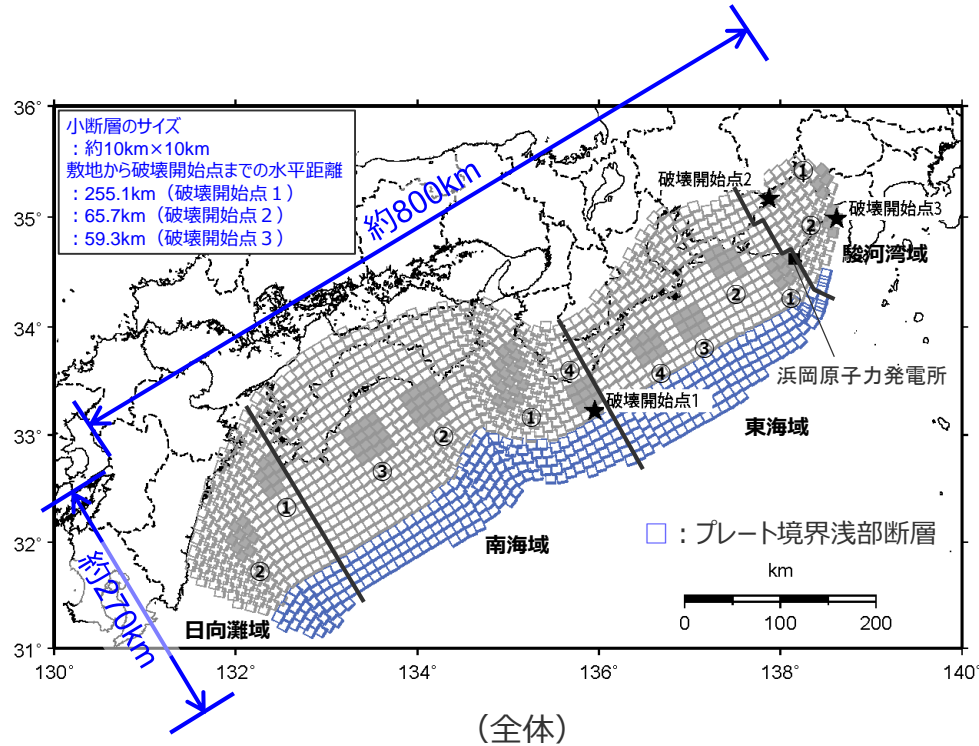 小断層のサイズ
：約10km×10km
敷地から破壊開始点までの水平距離
：255.1km（破壊開始点１）
：65.7km（破壊開始点２）
：59.3km（破壊開始点３）
約800km
約270km
36°
35°
34°
33°
32°
31°
130°
132°
134°
136°
138°
140°
破壊開始点2
①
破壊開始点3
②
駿河湾域
②
①
③
浜岡原子力発電所
④
④
破壊開始点1
①
東海域
②
③
①
②
南海域
日向灘域
□：プレート境界浅部断層
km
0 100 200
（全体）